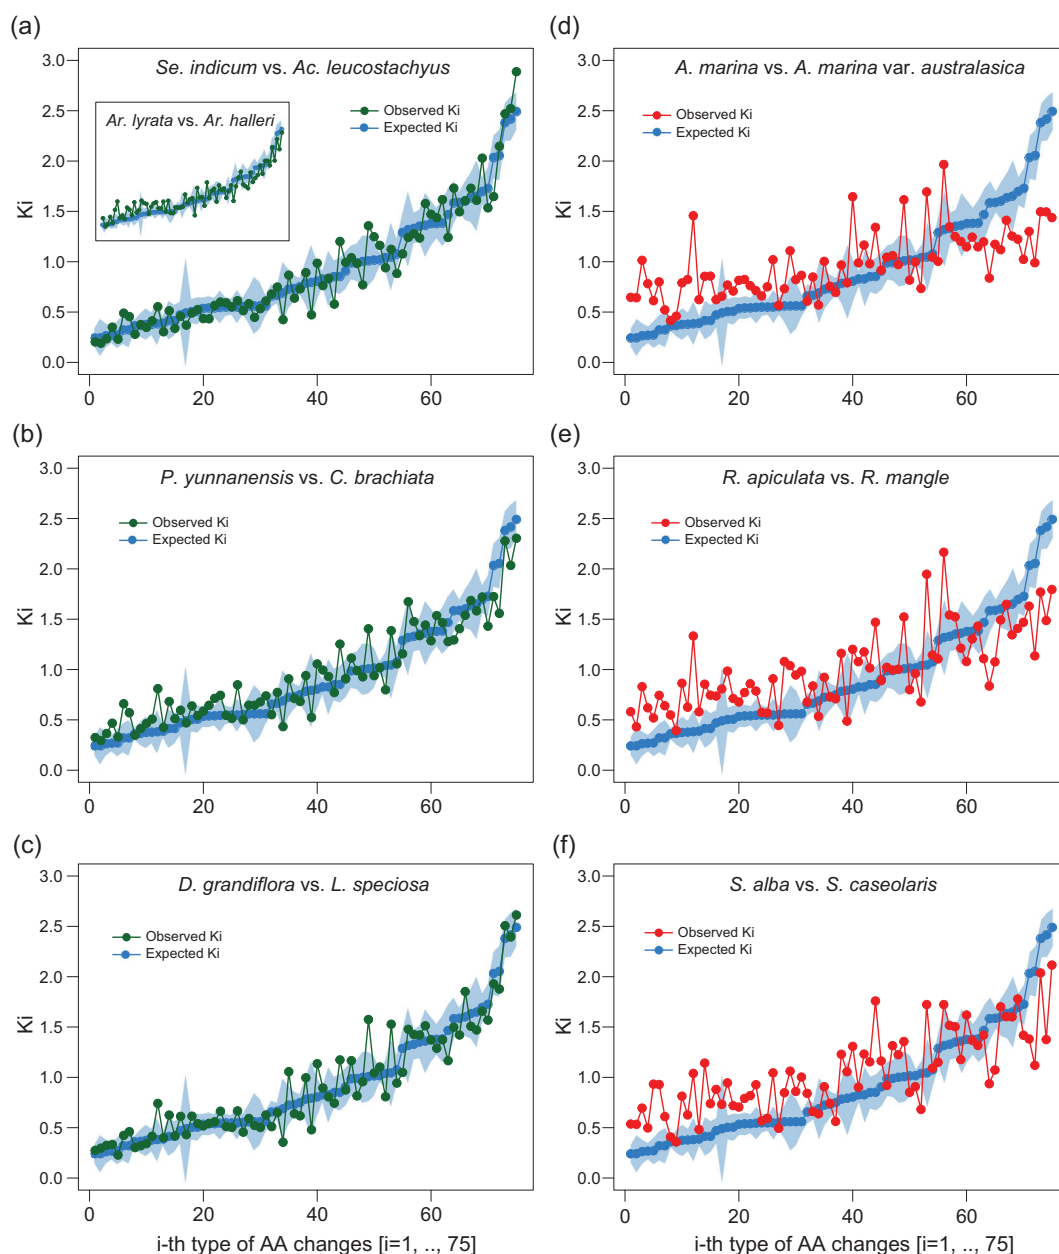 (a)
Se. indicum vs. Ac. leucostachyus
Ar. lyrata vs. Ar. halleri
Observed Ki
Expected Ki
3.0
2.5
2.0
1.5
1.0
0.5
0.0
Ki
0 20 40 60
(d)
A. marina vs. A. marina var. australasica
Observed Ki
Expected Ki
3.0
2.5
2.0
1.5
1.0
0.5
0.0
0 20 40 60
(b)
P. yunnanensis vs. C. brachiata
Observed Ki
Expected Ki
3.0
2.5
2.0
1.5
1.0
0.5
0.0
Ki
0 20 40 60
(e)
R. apiculata vs. R. mangle
Observed Ki
Expected Ki
3.0
2.5
2.0
1.5
1.0
0.5
0.0
0 20 40 60
(c)
D. grandiflora vs. L. speciosa
Observed Ki
Expected Ki
3.0
2.5
2.0
1.5
1.0
0.5
0.0
Ki
0 20 40 60
i-th type of AA changes [i=1, .., 75]
(f)
S. alba vs. S. caseolaris
Observed Ki
Expected Ki
3.0
2.5
2.0
1.5
1.0
0.5
0.0
0 20 40 60
i-th type of AA changes [i=1, .., 75]